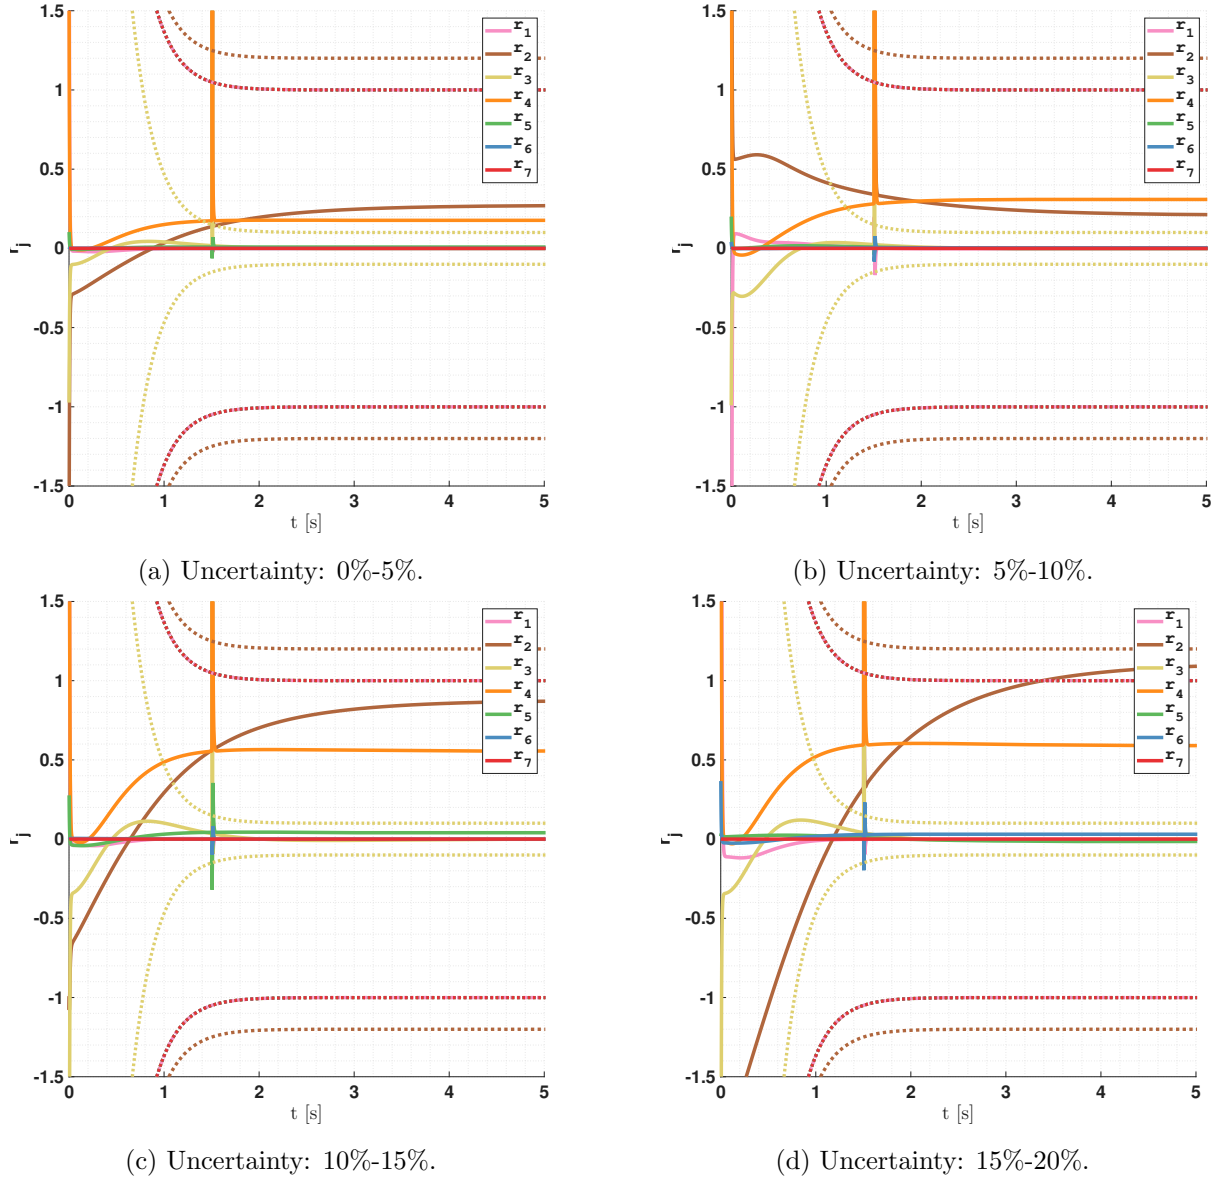 1.5
1
0.5
0
-0.5
-1
-1.5
r_j
0 1 2 3 4 5
t [s]
r_1
r_2
r_3
r_4
r_5
r_6
r_7
(a) Uncertainty: 0%-5%.
1.5
1
0.5
0
-0.5
-1
-1.5
r_j
0 1 2 3 4 5
t [s]
r_1
r_2
r_3
r_4
r_5
r_6
r_7
(b) Uncertainty: 5%-10%.
1.5
1
0.5
0
-0.5
-1
-1.5
r_j
0 1 2 3 4 5
t [s]
r_1
r_2
r_3
r_4
r_5
r_6
r_7
(c) Uncertainty: 10%-15%.
1.5
1
0.5
0
-0.5
-1
-1.5
r_j
0 1 2 3 4 5
t [s]
r_1
r_2
r_3
r_4
r_5
r_6
r_7
(d) Uncertainty: 15%-20%.